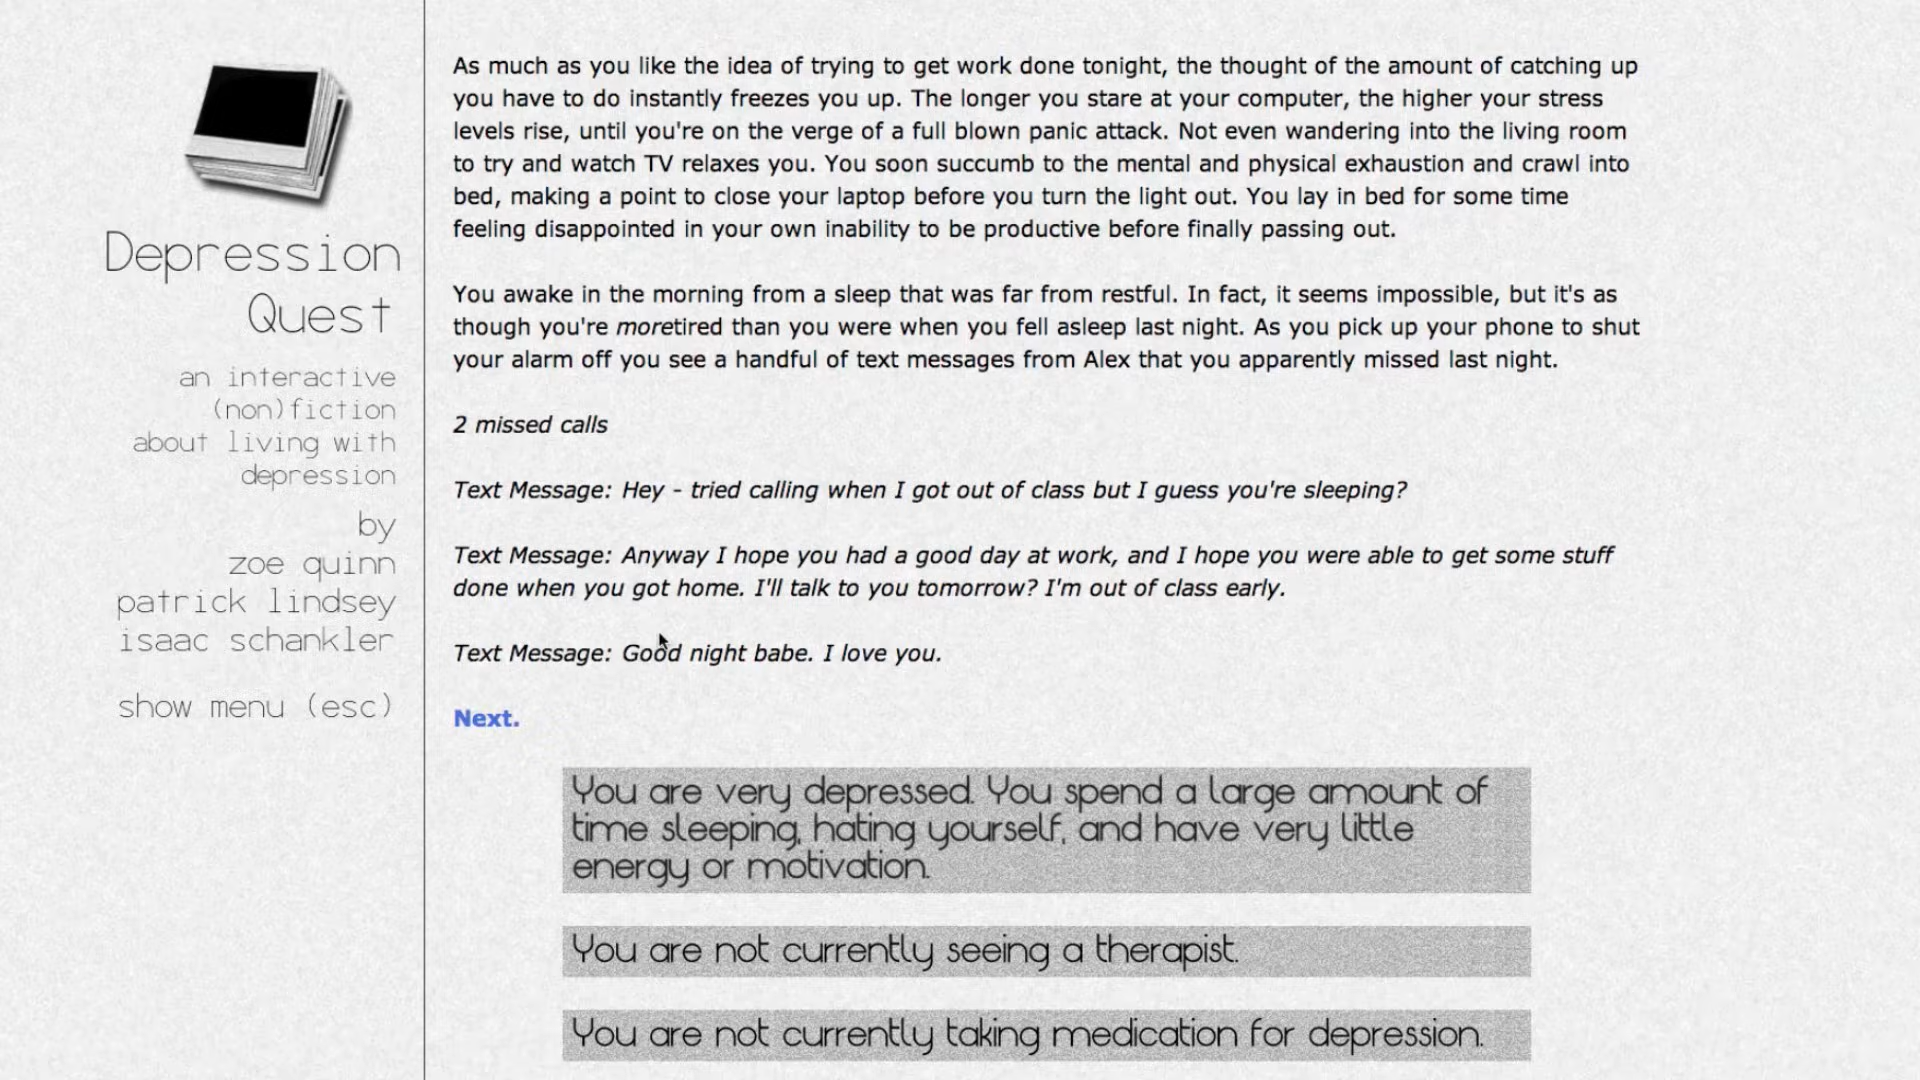 Depression
Quest
an interactive
(non)fiction
about living with
depression
by
zoe quinn
patrick lindsey
isaac schankler
show menu (esc)
As much as you like the idea of trying to get work done tonight, the thought of the amount of catching up
you have to do instantly freezes you up. The longer you stare at your computer, the higher your stress
levels rise, until you're on the verge of a full blown panic attack. Not even wandering into the living room
to try and watch TV relaxes you. You soon succumb to the mental and physical exhaustion and crawl into
bed, making a point to close your laptop before you turn the light out. You lay in bed for some time
feeling disappointed in your own inability to be productive before finally passing out.
You awake in the morning from a sleep that was far from restful. In fact, it seems impossible, but it's as
though you're moretired than you were when you fell asleep last night. As you pick up your phone to shut
your alarm off you see a handful of text messages from Alex that you apparently missed last night.
2 missed calls
Text Message: Hey - tried calling when I got out of class but I guess you're sleeping?
Text Message: Anyway I hope you had a good day at work, and I hope you were able to get some stuff
done when you got home. I'll talk to you tomorrow? I'm out of class early.
Text Message: Good night babe. I love you.
Next.
You are very depressed. You spend a large amount of
time sleeping, hating yourself, and have very little
energy or motivation.
You are not currently seeing a therapist.
You are not currently taking medication for depression.